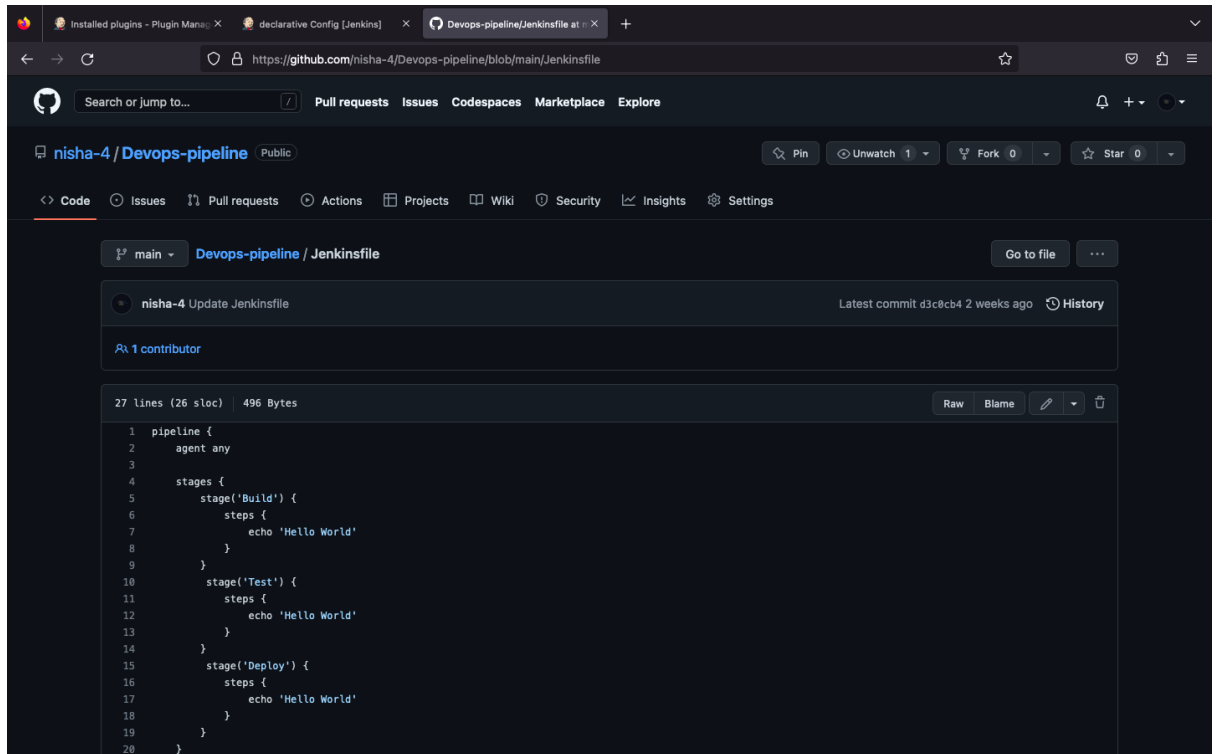 Installed plugins - Plugin Manag
declarative Config [Jenkins]
Devops-pipeline/Jenkinsfile at m
https://github.com/nisha-4/Devops-pipeline/blob/main/Jenkinsfile
Search or jump to... / Pull requests Issues Codespaces Marketplace Explore
nisha-4 / Devops-pipeline Public Pin Unwatch 1 Fork 0 Star 0
<> Code Issues Pull requests Actions Projects Wiki Security Insights Settings
main Devops-pipeline / Jenkinsfile Go to file ...
nisha-4 Update Jenkinsfile Latest commit d3c0cb4 2 weeks ago History
1 contributor
27 lines (26 sloc) 496 Bytes Raw Blame
1 pipeline {
2     agent any
3
4     stages {
5         stage('Build') {
6             steps {
7                 echo 'Hello World'
8             }
9         }
10          stage('Test') {
11             steps {
12                 echo 'Hello World'
13             }
14         }
15          stage('Deploy') {
16             steps {
17                 echo 'Hello World'
18             }
19         }
20     }